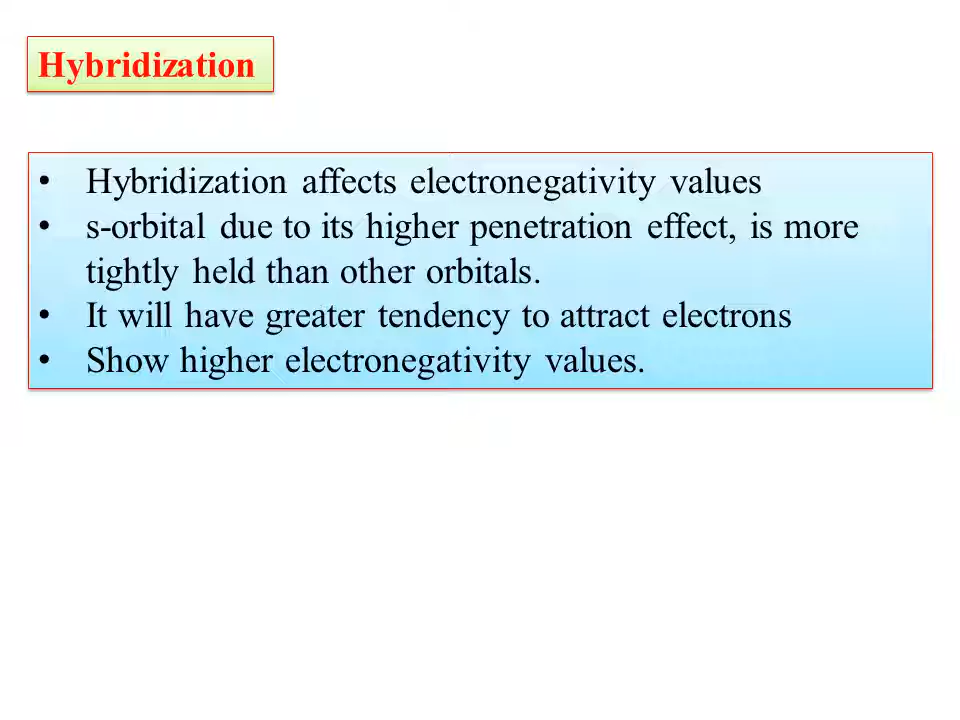 Hybridization
• Hybridization affects electronegativity values
• s-orbital due to its higher penetration effect, is more
tightly held than other orbitals.
• It will have greater tendency to attract electrons
• Show higher electronegativity values.